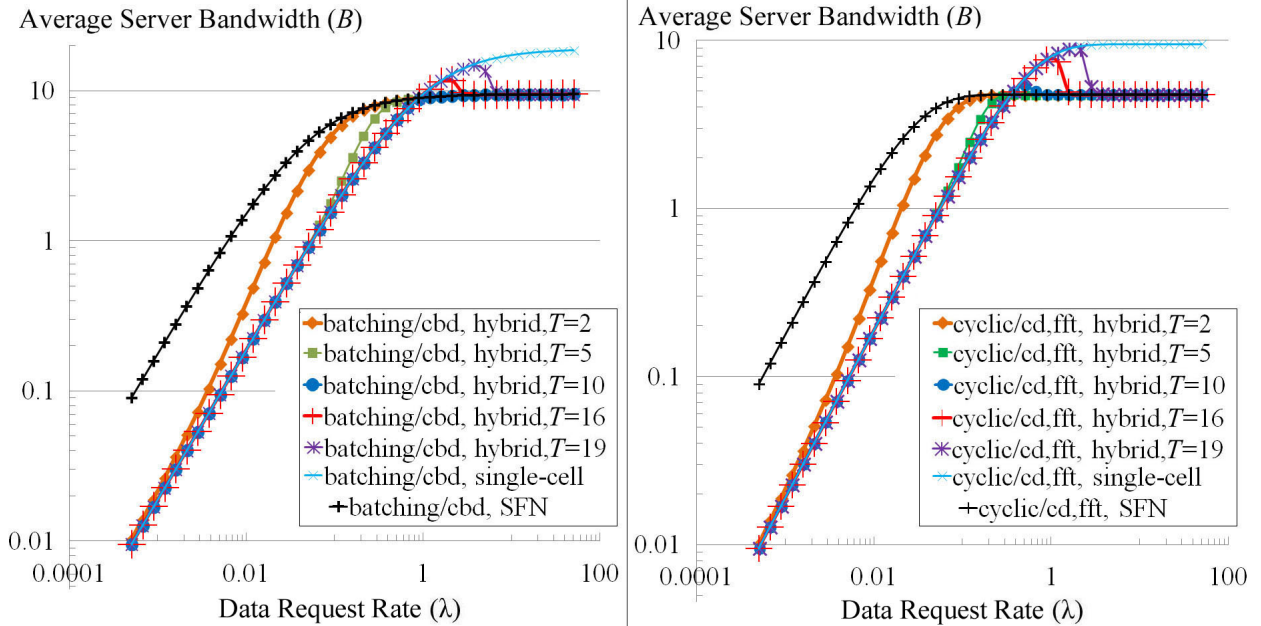 Average Server Bandwidth (B)
10
1
0.1
0.01
0.0001
0.01
1
100
batching/cbd, hybrid,T=2
batching/cbd, hybrid,T=5
batching/cbd, hybrid,T=10
batching/cbd, hybrid,T=16
batching/cbd, hybrid,T=19
batching/cbd, single-cell
batching/cbd, SFN
Data Request Rate (λ)
Average Server Bandwidth (B)
10
1
0.1
0.01
0.0001
0.01
1
100
cyclic/cd,fft, hybrid,T=2
cyclic/cd,fft, hybrid,T=5
cyclic/cd,fft, hybrid,T=10
cyclic/cd,fft, hybrid,T=16
cyclic/cd,fft, hybrid,T=19
cyclic/cd,fft, single-cell
cyclic/cd,fft, SFN
Data Request Rate (λ)